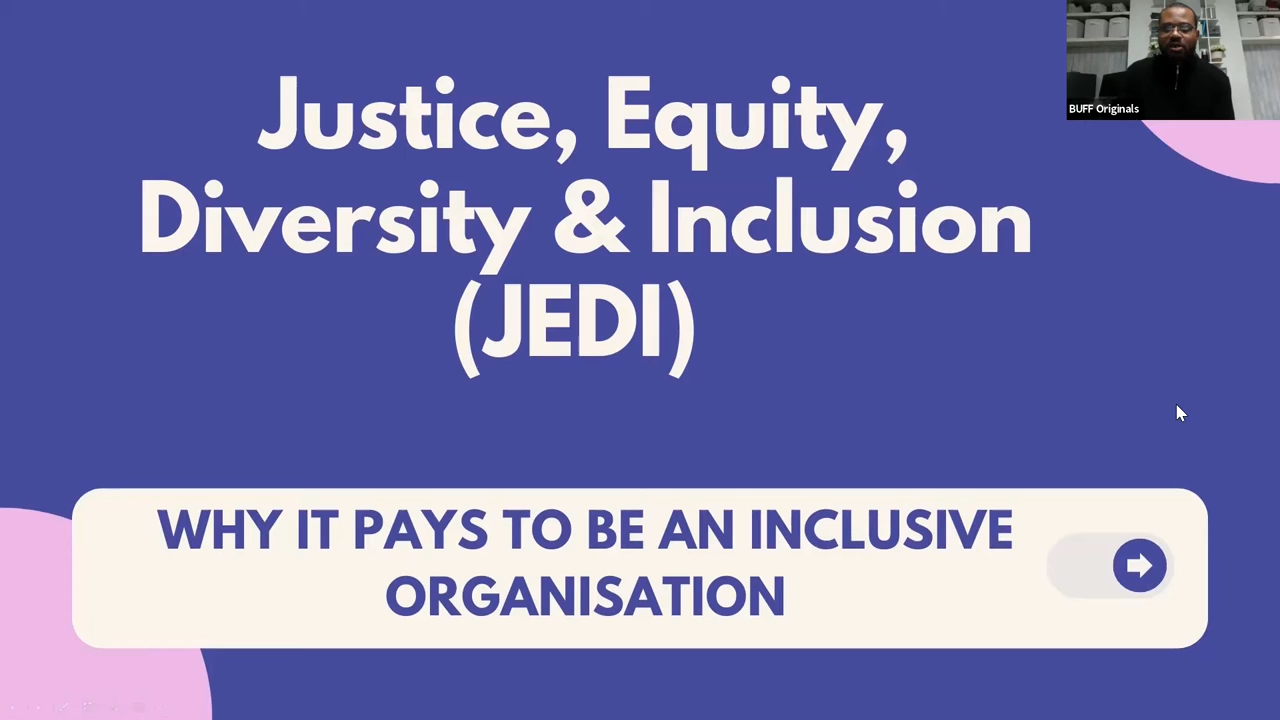 Justice, Equity,
Diversity & Inclusion
(JEDI)
BUFF Originals
WHY IT PAYS TO BE AN INCLUSIVE
ORGANISATION